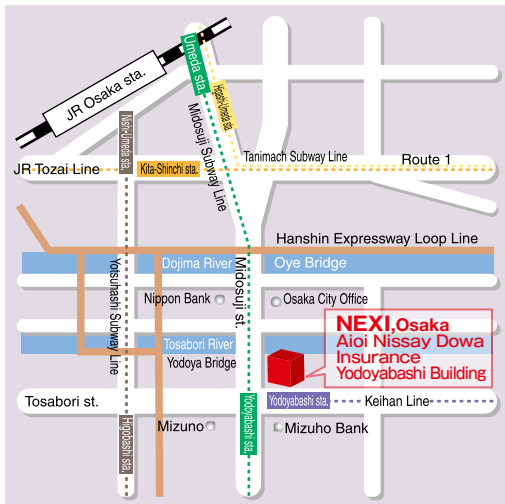 JR Osaka sta.
Umeda sta.
Higashi-Umeda sta.
Nishi-Umeda sta.
Midosuji Subway Line
Tanimach Subway Line
Route 1
JR Tozai Line
Kita-Shinchi sta.
Hanshin Expressway Loop Line
Dojima River
Oye Bridge
Yotsuhashi Subway Line
Midosuji st.
Nippon Bank
Osaka City Office
NEXI,Osaka
Aioi Nissay Dowa
Insurance
Yodoyabashi Building
Tosabori River
Yodoya Bridge
Tosabori st.
Yodoyabashi sta.
Keihan Line
Higobashi sta.
Yodoyabashi sta.
Mizuno
Mizuho Bank